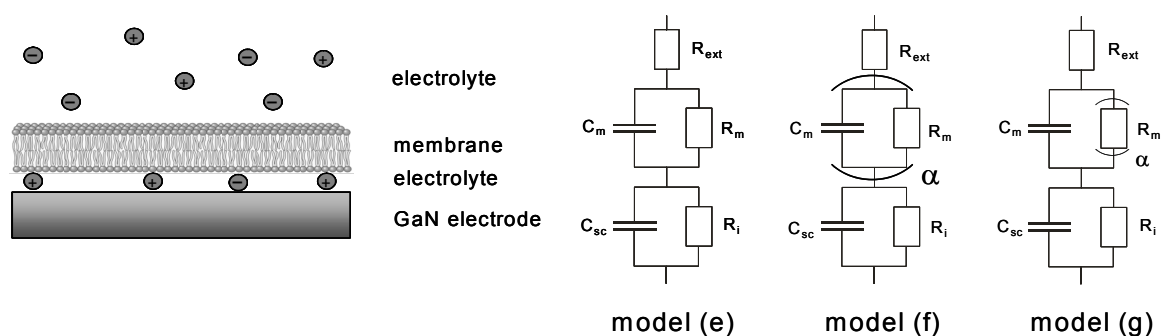 electrolyte
membrane
electrolyte
GaN electrode
R_ext
C_m
R_m
C_sc
R_i
model (e)
R_ext
C_m
R_m
α
C_sc
R_i
model (f)
R_ext
C_m
R_m
α
C_sc
R_i
model (g)